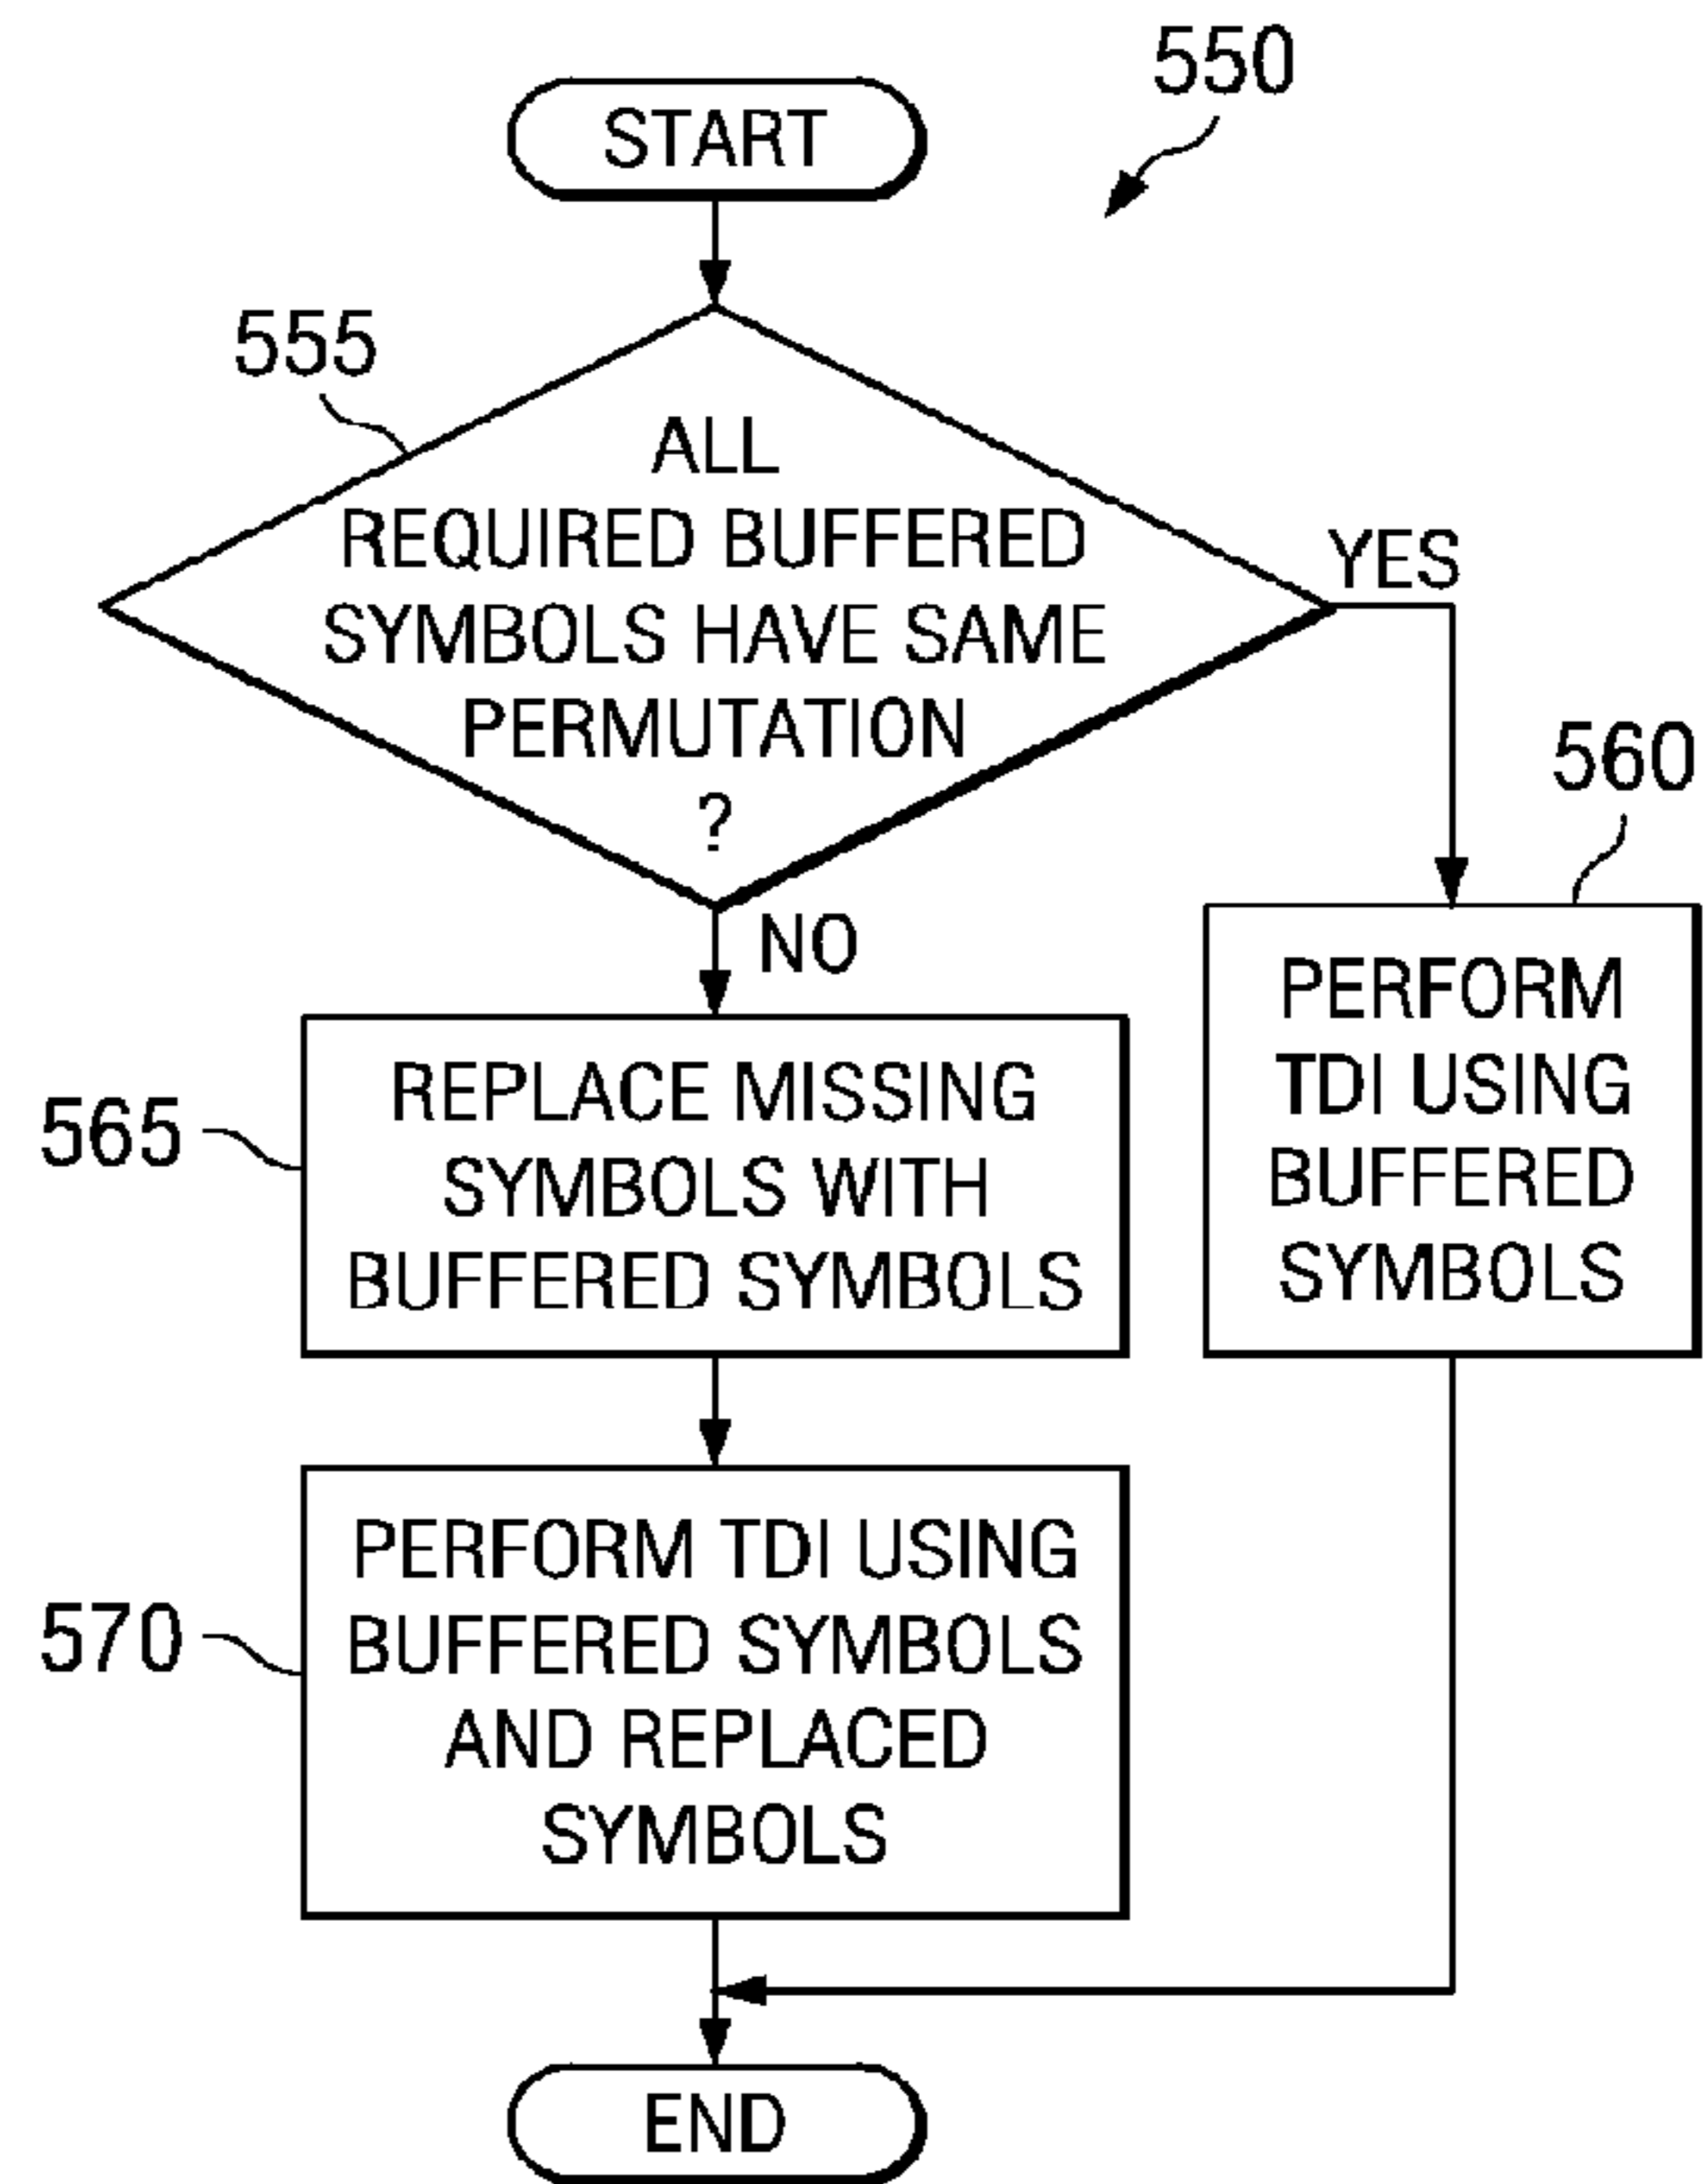 550
START
555
ALL
REQUIRED BUFFERED
SYMBOLS HAVE SAME
PERMUTATION
?
YES
NO
560
PERFORM
TDI USING
BUFFERED
SYMBOLS
565
REPLACE MISSING
SYMBOLS WITH
BUFFERED SYMBOLS
570
PERFORM TDI USING
BUFFERED SYMBOLS
AND REPLACED
SYMBOLS
END